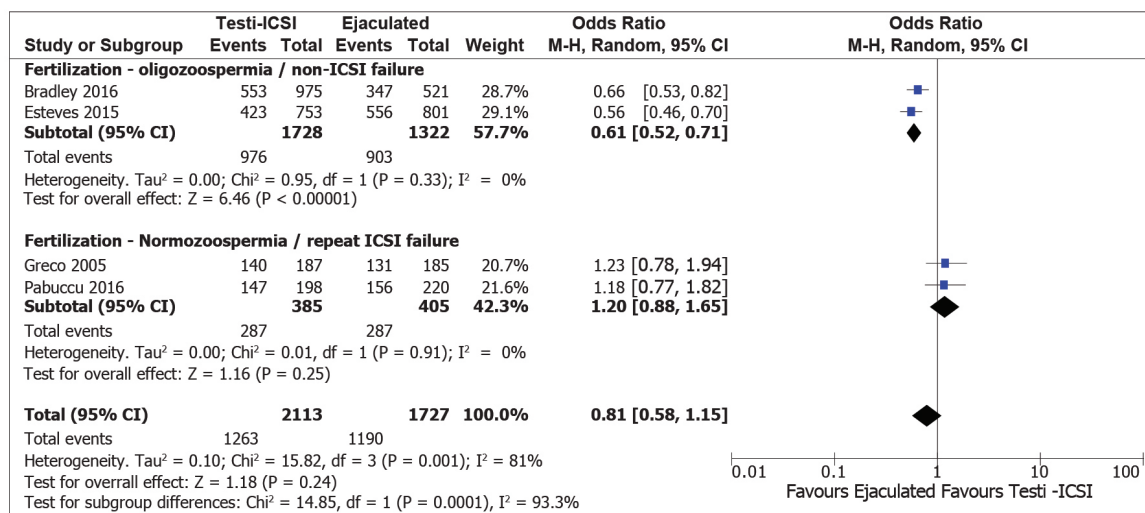 Testi-ICSI Ejaculated Odds Ratio Odds Ratio
Study or Subgroup Events Total Events Total Weight M-H, Random, 95% CI M-H, Random, 95% CI
Fertilization - oligozoospermia / non-ICSI failure
Bradley 2016 553 975 347 521 28.7% 0.66 [0.53, 0.82]
Esteves 2015 423 753 556 801 29.1% 0.56 [0.46, 0.70]
Subtotal (95% CI) 1728 1322 57.7% 0.61 [0.52, 0.71]
Total events 976 903
Heterogeneity. Tau² = 0.00; Chi² = 0.95, df = 1 (P = 0.33); I² = 0%
Test for overall effect: Z = 6.46 (P < 0.00001)
Fertilization - Normozoospermia / repeat ICSI failure
Greco 2005 140 187 131 185 20.7% 1.23 [0.78, 1.94]
Pabuccu 2016 147 198 156 220 21.6% 1.18 [0.77, 1.82]
Subtotal (95% CI) 385 405 42.3% 1.20 [0.88, 1.65]
Total events 287 287
Heterogeneity. Tau² = 0.00; Chi² = 0.01, df = 1 (P = 0.91); I² = 0%
Test for overall effect: Z = 1.16 (P = 0.25)
Total (95% CI) 2113 1727 100.0% 0.81 [0.58, 1.15]
Total events 1263 1190
Heterogeneity. Tau² = 0.10; Chi² = 15.82, df = 3 (P = 0.001); I² = 81%
Test for overrall effect: Z = 1.18 (P = 0.24)
Test for subgroup differences: Chi² = 14.85, df = 1 (P = 0.0001), I² = 93.3%
0.01 0.1 1 10 100
Favours Ejaculated Favours Testi -ICSI